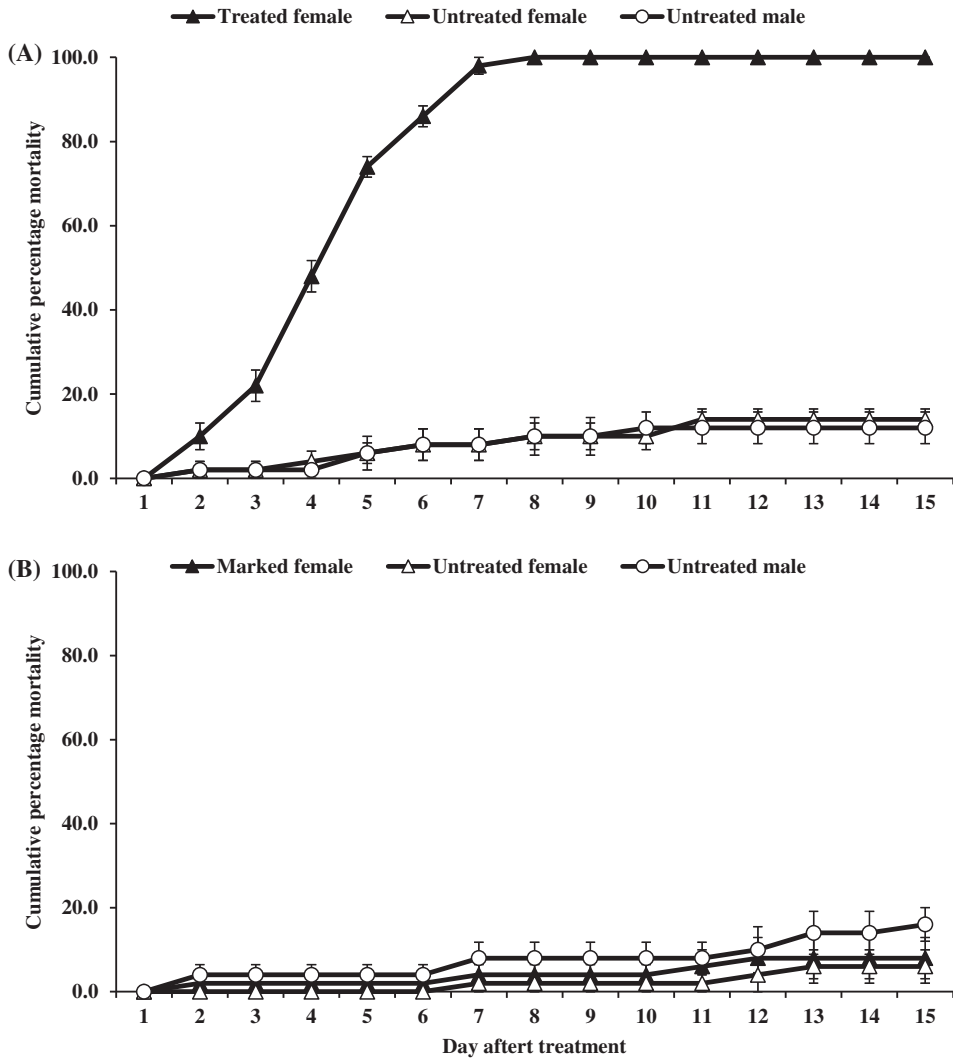 Treated female Untreated female Untreated male
(A)
Cumulative percentage mortality
100.0
80.0
60.0
40.0
20.0
0.0
1 2 3 4 5 6 7 8 9 10 11 12 13 14 15
(B)
Marked female Untreated female Untreated male
Cumulative percentage mortality
100.0
80.0
60.0
40.0
20.0
0.0
1 2 3 4 5 6 7 8 9 10 11 12 13 14 15
Day aftert treatment